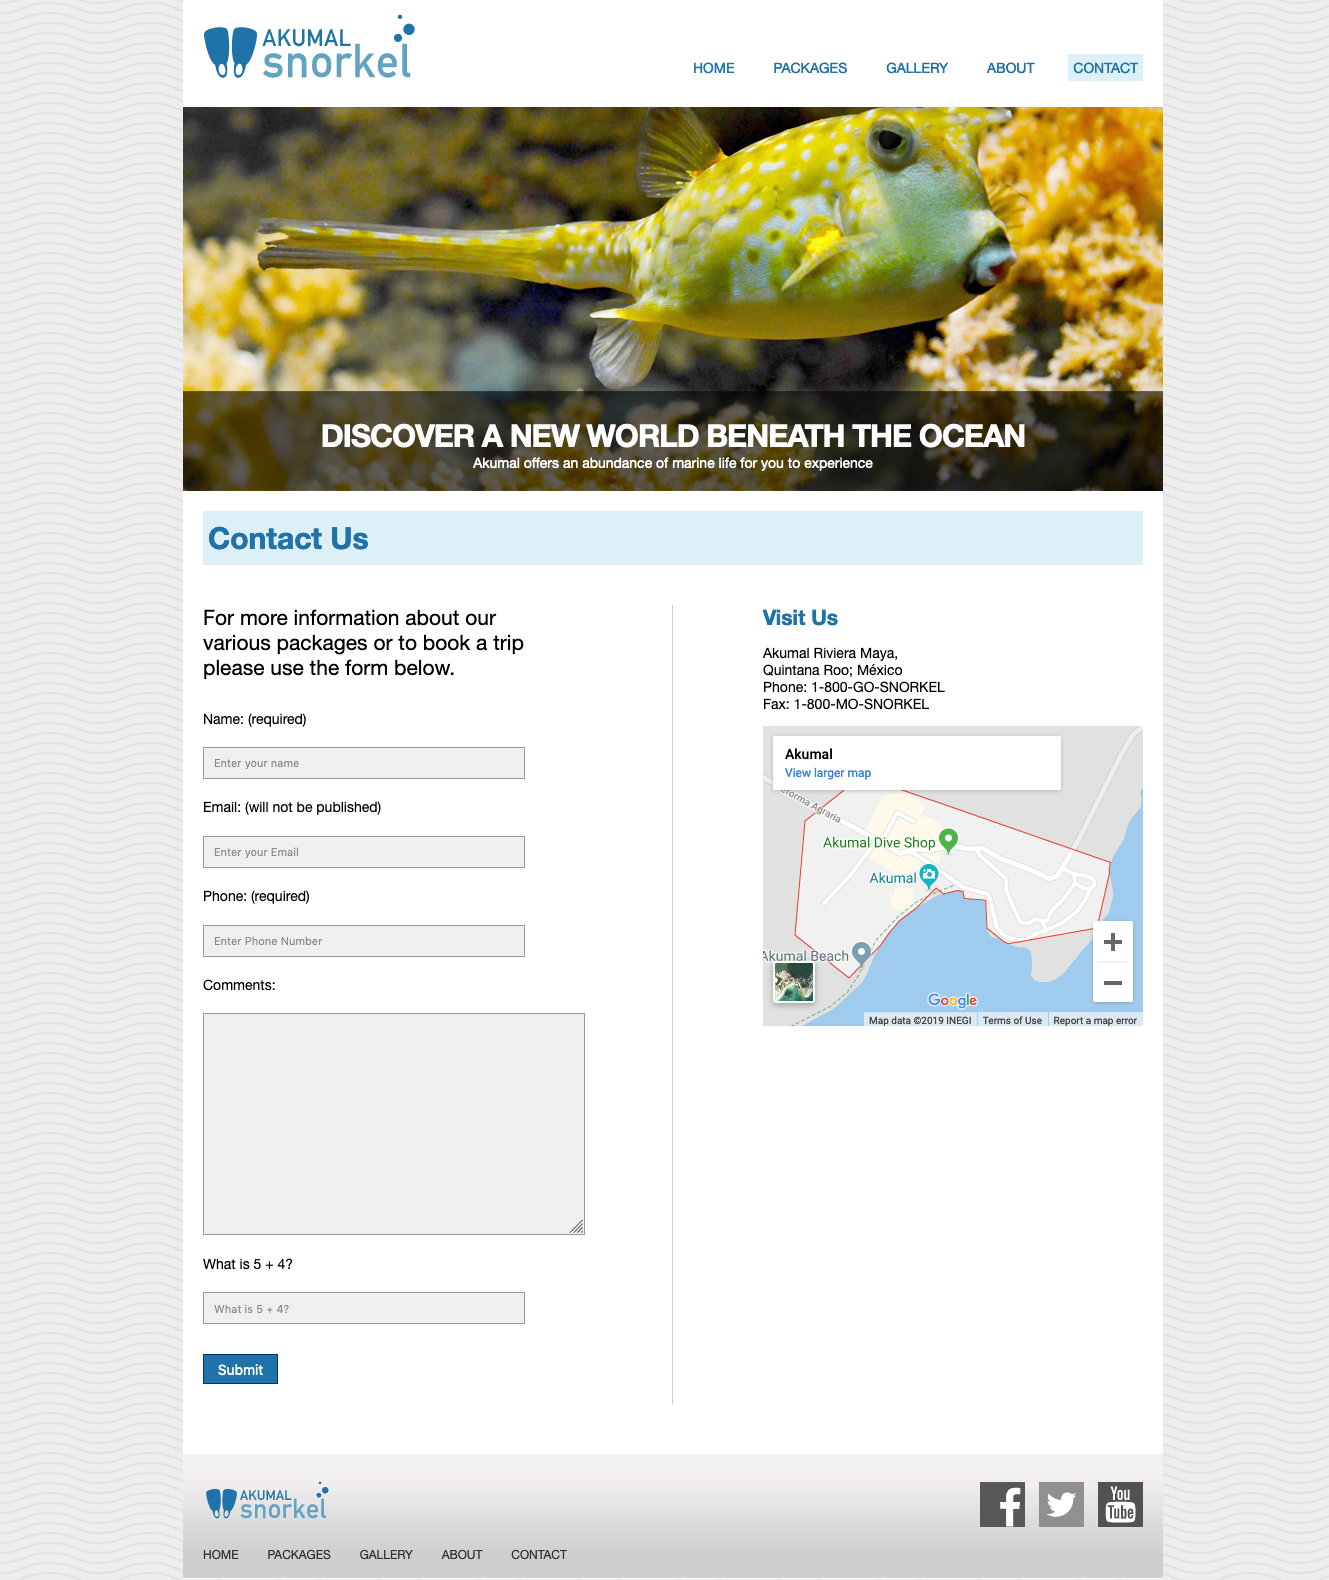 AKUMAL
snorkel
HOME PACKAGES GALLERY ABOUT CONTACT
DISCOVER A NEW WORLD BENEATH THE OCEAN
Akumal offers an abundance of marine life for you to experience
Contact Us
For more information about our
various packages or to book a trip
please use the form below.
Name: (required)
Enter your name
Email: (will not be published)
Enter your Email
Phone: (required)
Enter Phone Number
Comments:
What is 5 + 4?
What is 5 + 4?
Submit
Visit Us
Akumal Riviera Maya,
Quintana Roo; México
Phone: 1-800-GO-SNORKEL
Fax: 1-800-MO-SNORKEL
Akumal
View larger map
Agraria
Akumal Dive Shop
Akumal
Akumal Beach
Google
Map data ©2019 INEGI Terms of Use Report a map error
AKUMAL
snorkel
You
Tube
HOME PACKAGES GALLERY ABOUT CONTACT